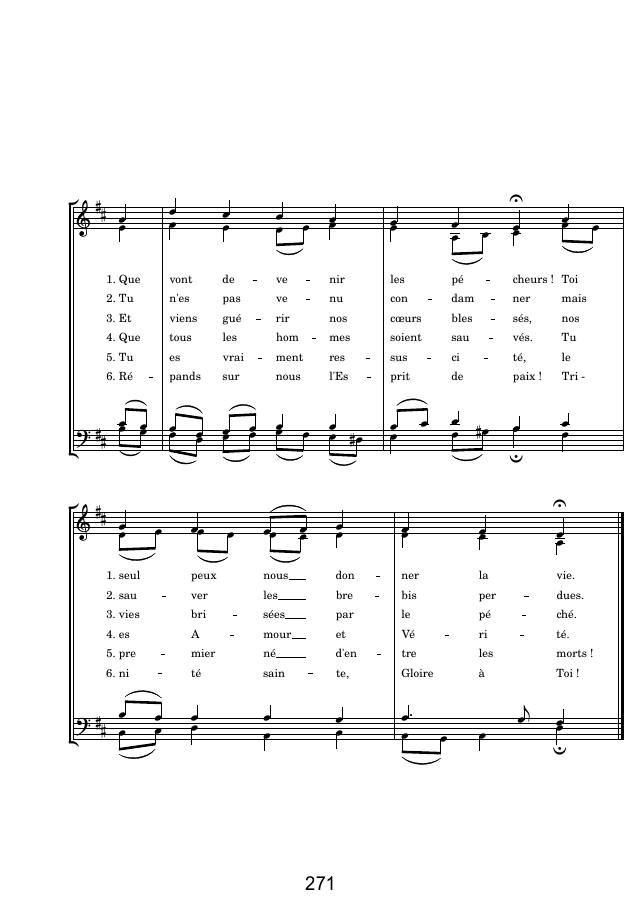 1. Que vont de - ve - nir les pé - cheurs ! Toi
2. Tu n'es pas ve - nu con - dam - ner mais
3. Et viens gué - rir nos cœurs bles - sés, nos
4. Que tous les hom - mes soient sau - vés. Tu
5. Tu es vrai - ment res - sus - ci - té, le
6. Ré - pands sur nous l'Es - prit de paix ! Tri -
1. seul peux nous don - ner la vie.
2. sau - ver les bre - bis per - dues.
3. vies bri - sées par le pé - ché.
4. es A - mour et Vé - ri - té.
5. pre - mier né d'en - tre les morts !
6. ni - té sain - te, Gloire à Toi !
271